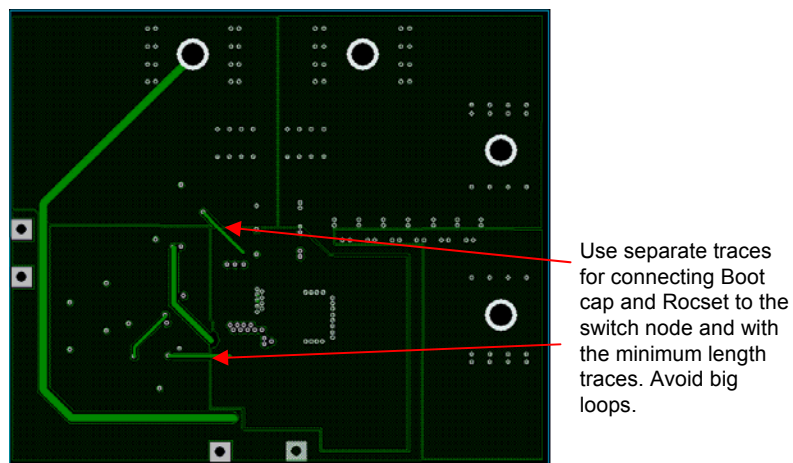 Use separate traces
for connecting Boot
cap and Rocset to the
switch node and with
the minimum length
traces. Avoid big
loops.